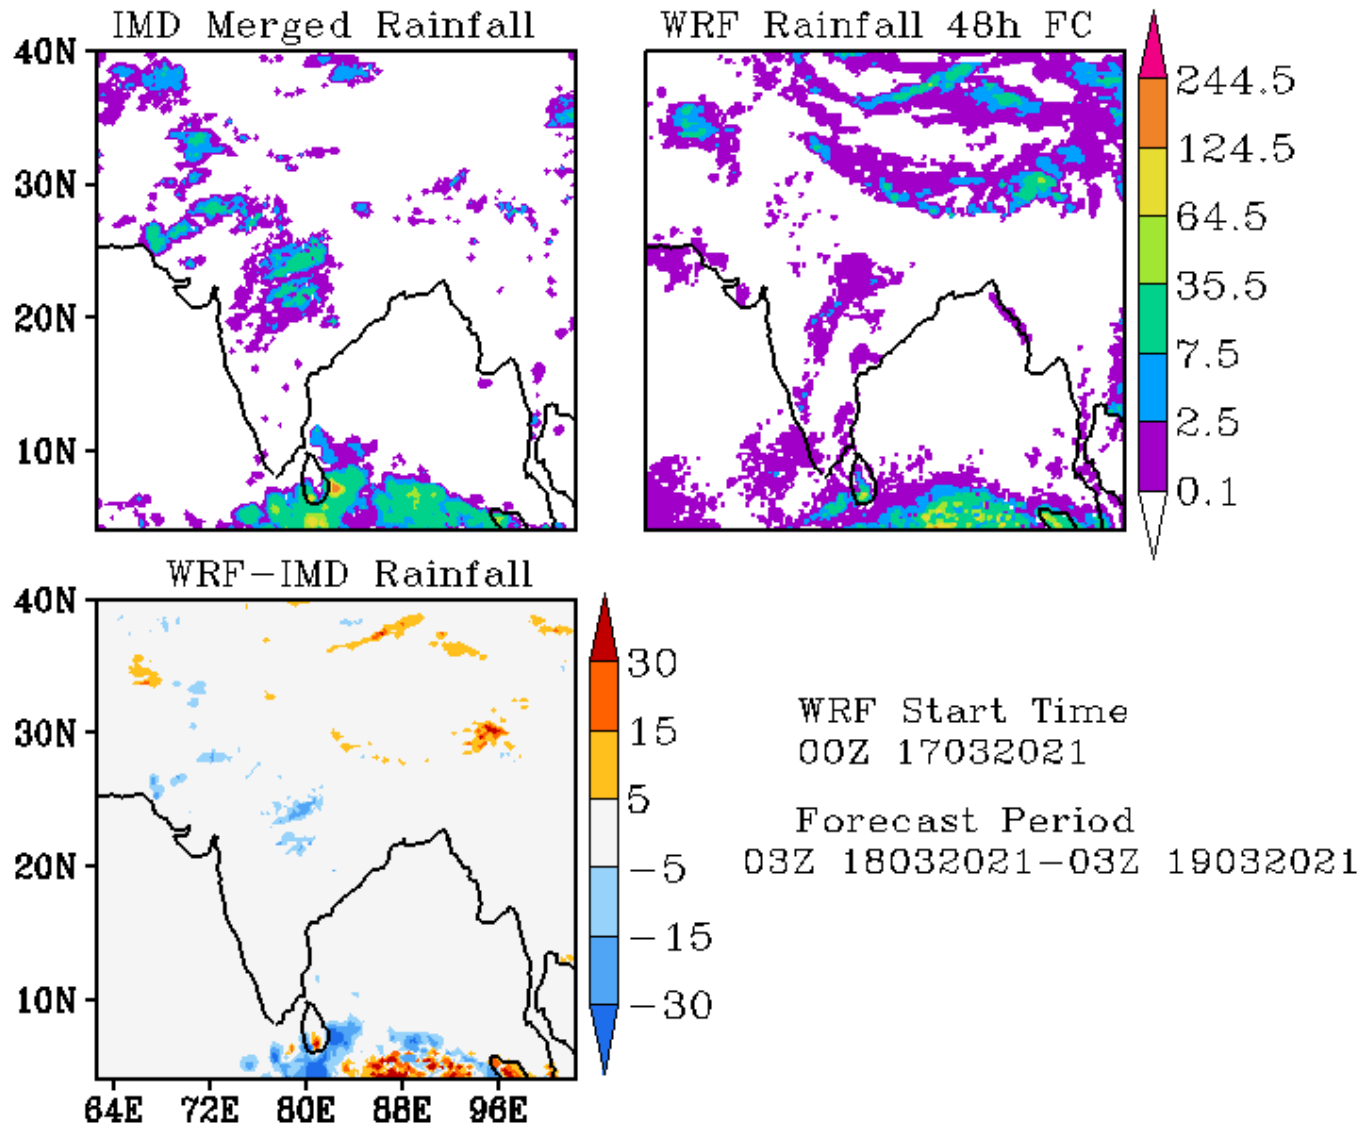 IMD Merged Rainfall
WRF Rainfall 48h FC
40N
30N
20N
10N
244.5
124.5
64.5
35.5
7.5
2.5
0.1
WRF-IMD Rainfall
40N
30N
20N
10N
64E 72E 80E 88E 96E
30
15
5
-5
-15
-30
WRF Start Time
00Z 17032021
Forecast Period
03Z 18032021-03Z 19032021